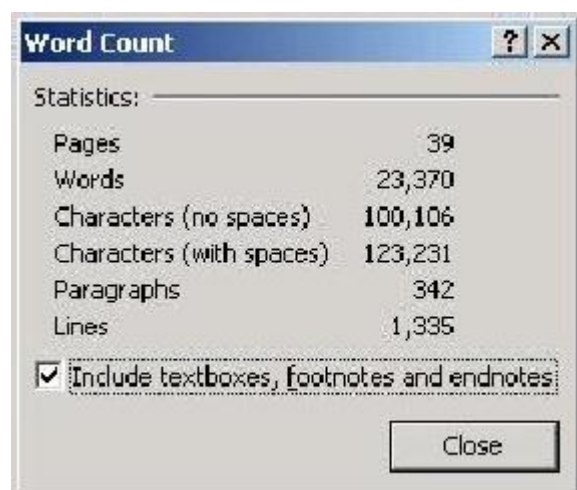 Word Count
Statistics:
Pages 39
Words 23,370
Characters (no spaces) 100,106
Characters (with spaces) 123,231
Paragraphs 342
Lines 1,335
Include textboxes, footnotes and endnotes
Close